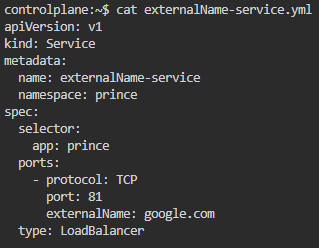 controlplane:~$ cat externalName-service.yml
apiVersion: v1
kind: Service
metadata:
  name: externalName-service
  namespace: prince
spec:
  selector:
    app: prince
  ports:
    - protocol: TCP
      port: 81
      externalName: google.com
  type: LoadBalancer